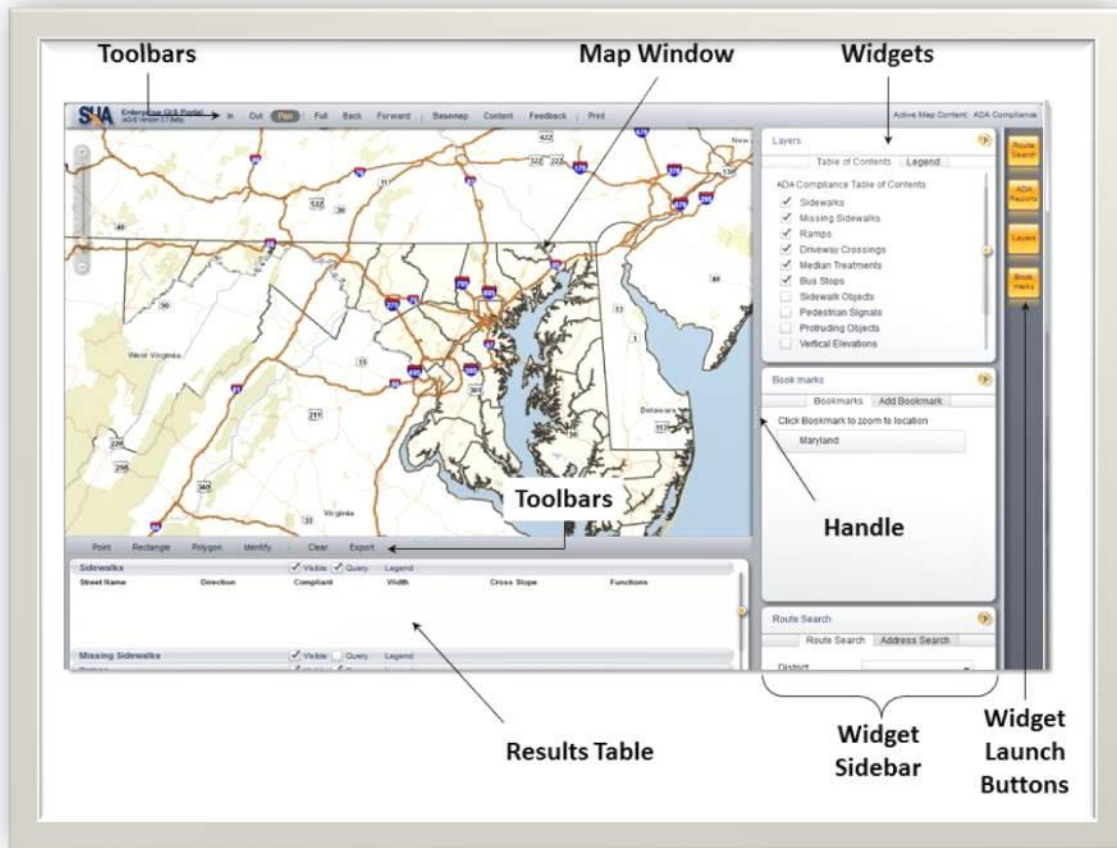 Toolbars
Map Window
Widgets
SHA
Enterprise GIS Portal
In Out Pan Full Back Forward Basemap Content Feedback Print
Active Map Content: ADA Compliance
Layers
Table of Contents Legend
ADA Compliance Table of Contents
Sidewalks
Missing Sidewalks
Ramps
Driveway Crossings
Median Treatments
Bus Stops
Sidewalk Objects
Pedestrian Signals
Protruding Objects
Vertical Elevations
Route
Search
ADA
Reports
Layers
Book
marks
West Virginia
Delaware
Virginia
Book marks
Bookmarks Add Bookmark
Click Bookmark to zoom to location
Maryland
Toolbars
Handle
Point Rectangle Polygon Identify Clear Export
Sidewalks Visible Query Legend
Street Name Direction Compliant Width Cross Slope Functions
Missing Sidewalks Visible Query Legend
Route Search
Route Search Address Search
District
Results Table
Widget
Sidebar
Widget
Launch
Buttons